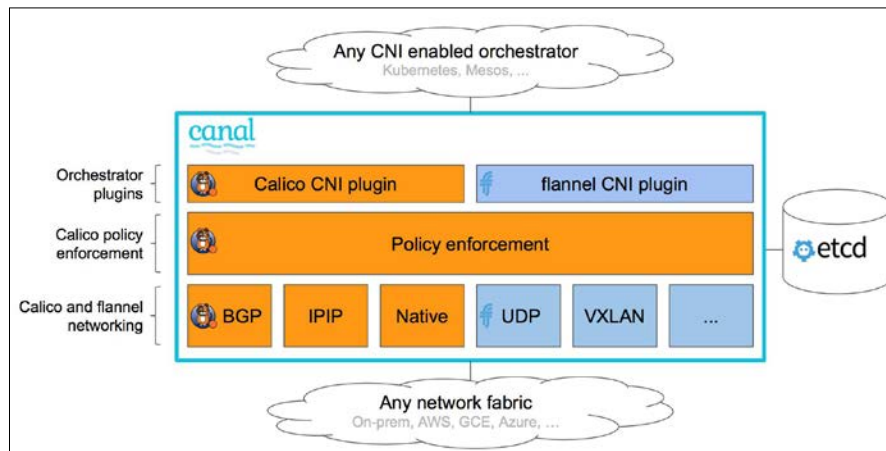 Any CNI enabled orchestrator
Kubernetes, Mesos, ...
canal
Orchestrator
plugins
Calico CNI plugin
flannel CNI plugin
Calico policy
enforcement
Policy enforcement
etcd
Calico and flannel
networking
BGP
IPIP
Native
UDP
VXLAN
...
Any network fabric
On-prem, AWS, GCE, Azure, ...